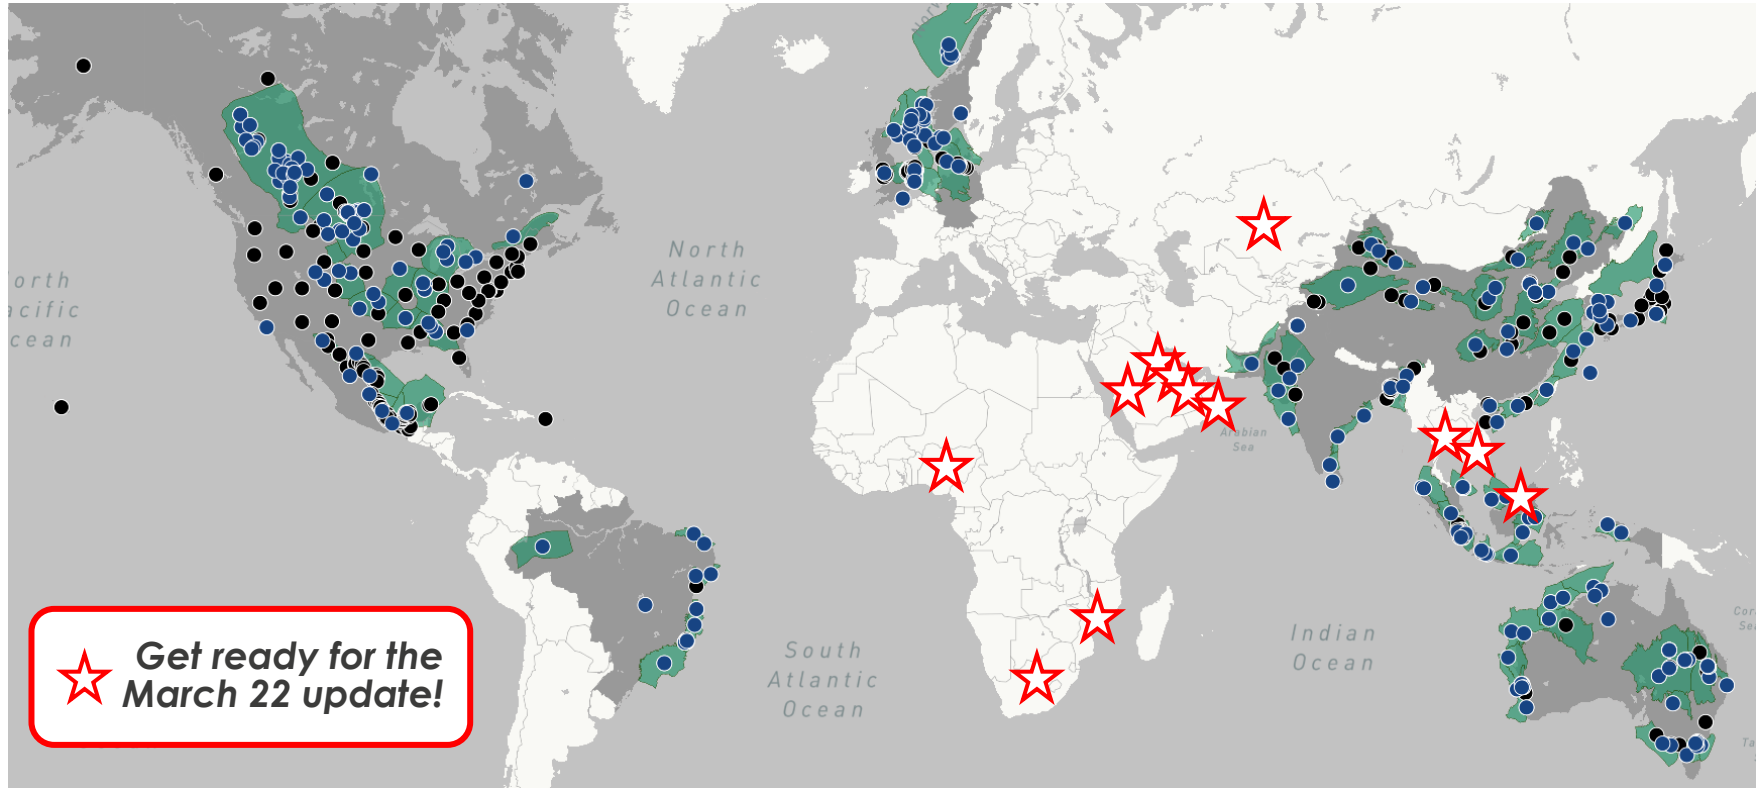 North
Atlantic
Ocean
orth
acific
cean
Arabian
Sea
South
Atlantic
Ocean
Indian
Ocean
Get ready for the
March 22 update!